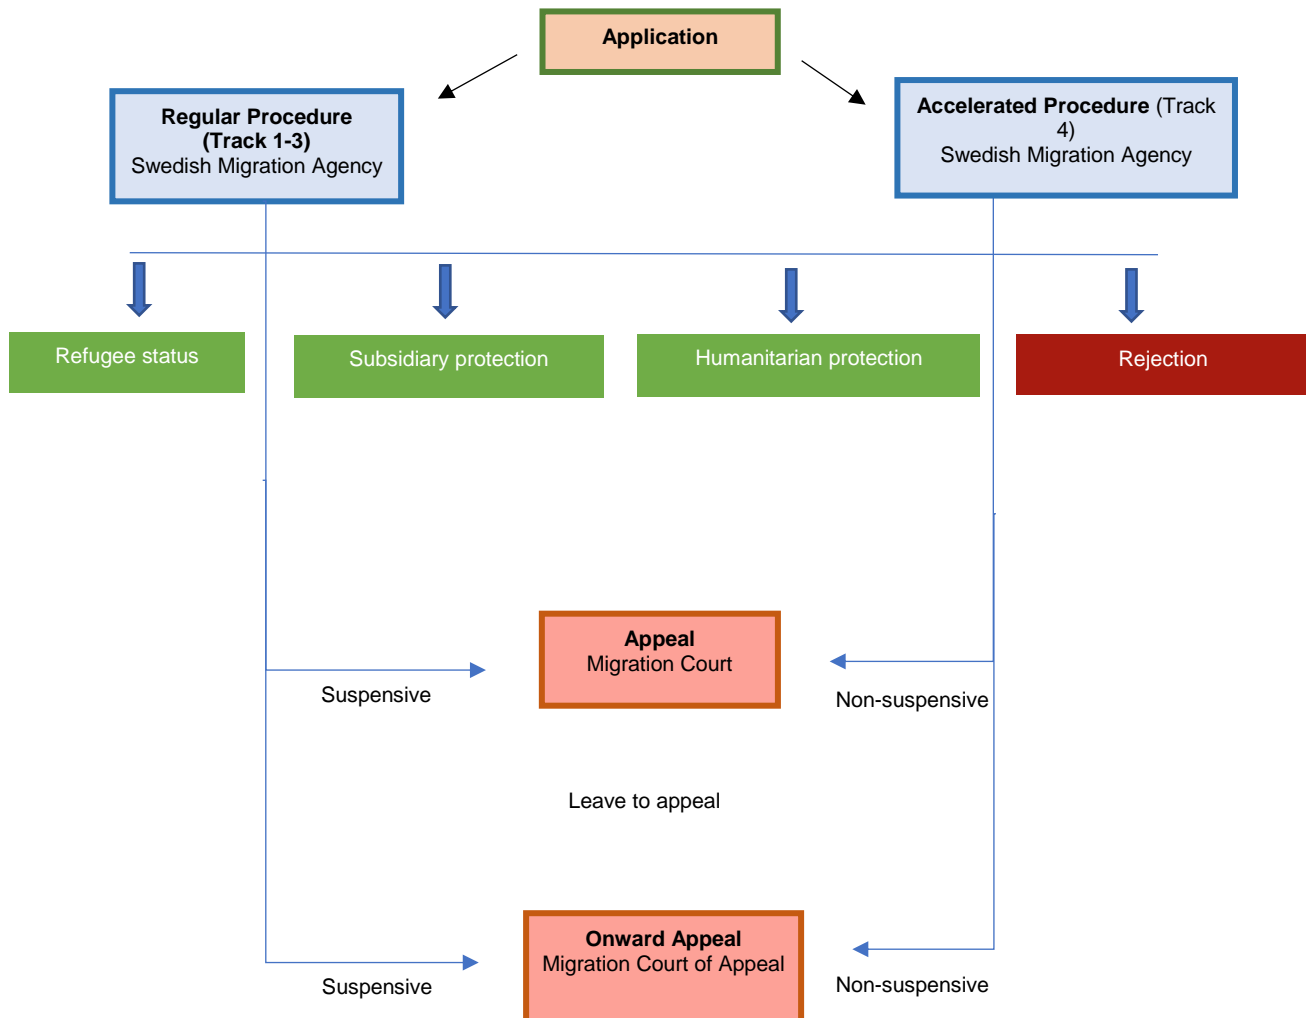 Application
Regular Procedure
(Track 1-3)
Swedish Migration Agency
Accelerated Procedure (Track
4)
Swedish Migration Agency
Refugee status
Subsidiary protection
Humanitarian protection
Rejection
Appeal
Migration Court
Suspensive
Non-suspensive
Leave to appeal
Onward Appeal
Migration Court of Appeal
Suspensive
Non-suspensive